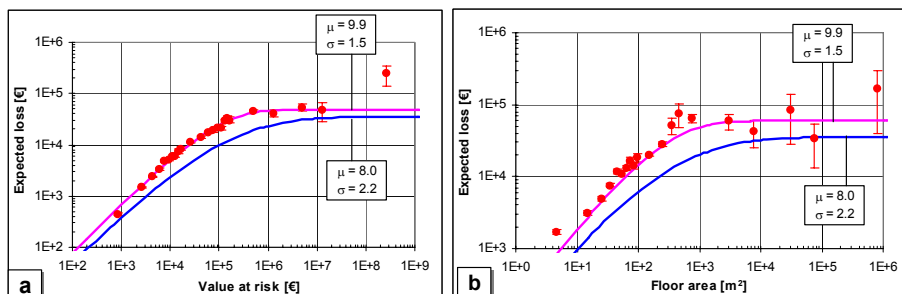 μ = 9.9
σ = 1.5
1E+6
1E+5
1E+4
1E+3
1E+2
Expected loss [€]
μ = 8.0
σ = 2.2
1E+2 1E+3 1E+4 1E+5 1E+6 1E+7 1E+8 1E+9
a
Value at risk [€]
μ = 9.9
σ = 1.5
1E+6
1E+5
1E+4
1E+3
Expected loss [€]
μ = 8.0
σ = 2.2
1E+0 1E+1 1E+2 1E+3 1E+4 1E+5 1E+6
b
Floor area [m²]